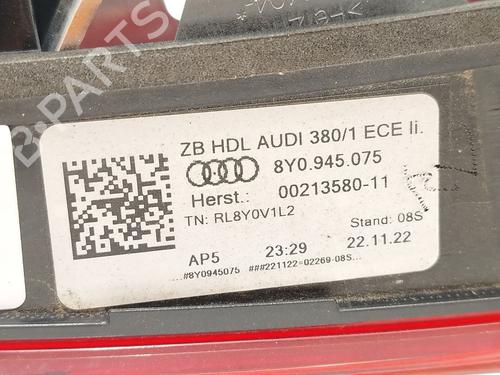 ZB HDL AUDI 380/1 ECE li.
8Y0.945.075
Herst.: 00213580-11
TN: RL8Y0V1L2
Stand: 08S
AP5 23:29 22.11.22
#8Y0945075 ###221122=02269-08S...